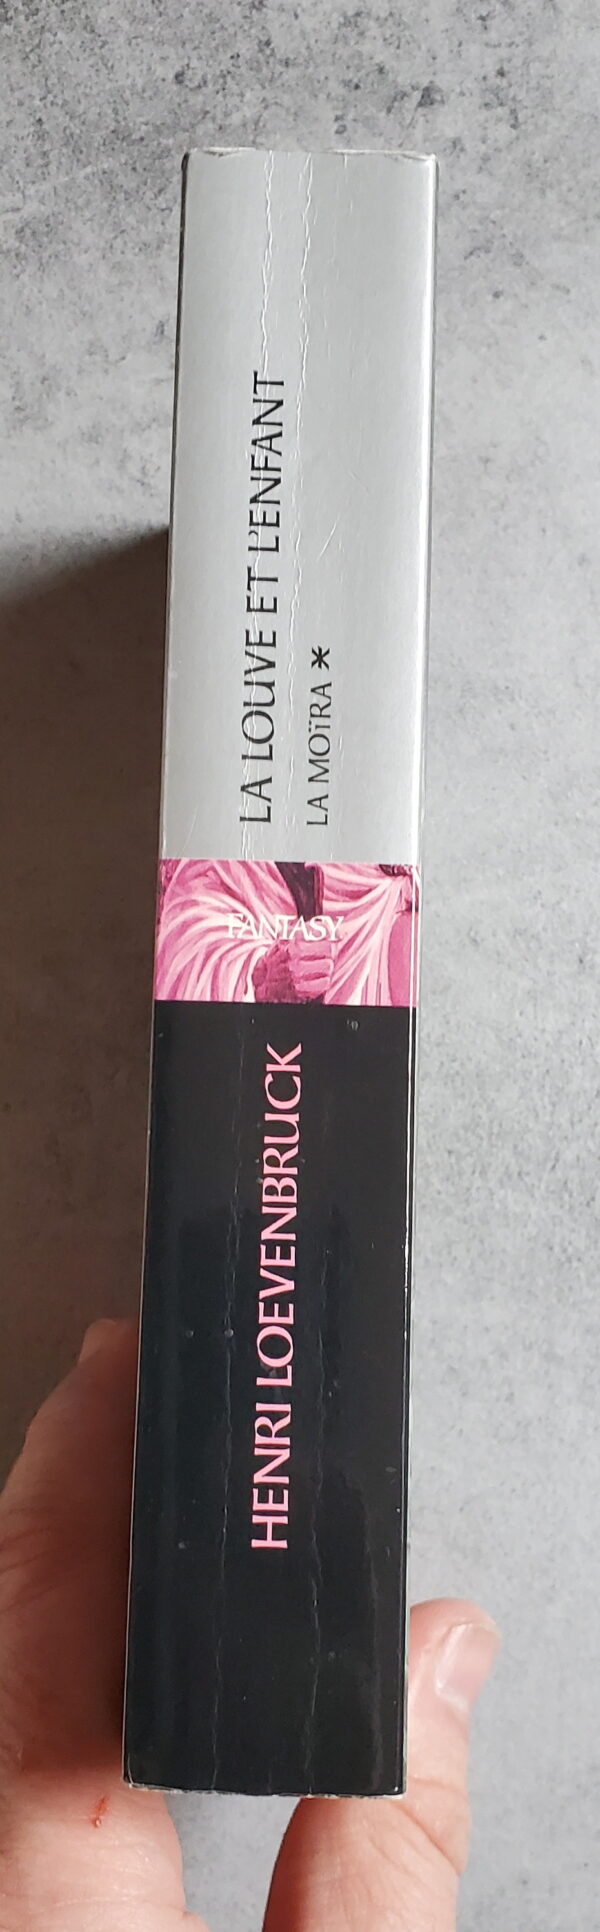 LA LOUVE ET L'ENFANT
LA MOïRA *
FANTASY
HENRI LOEVENBRUCK